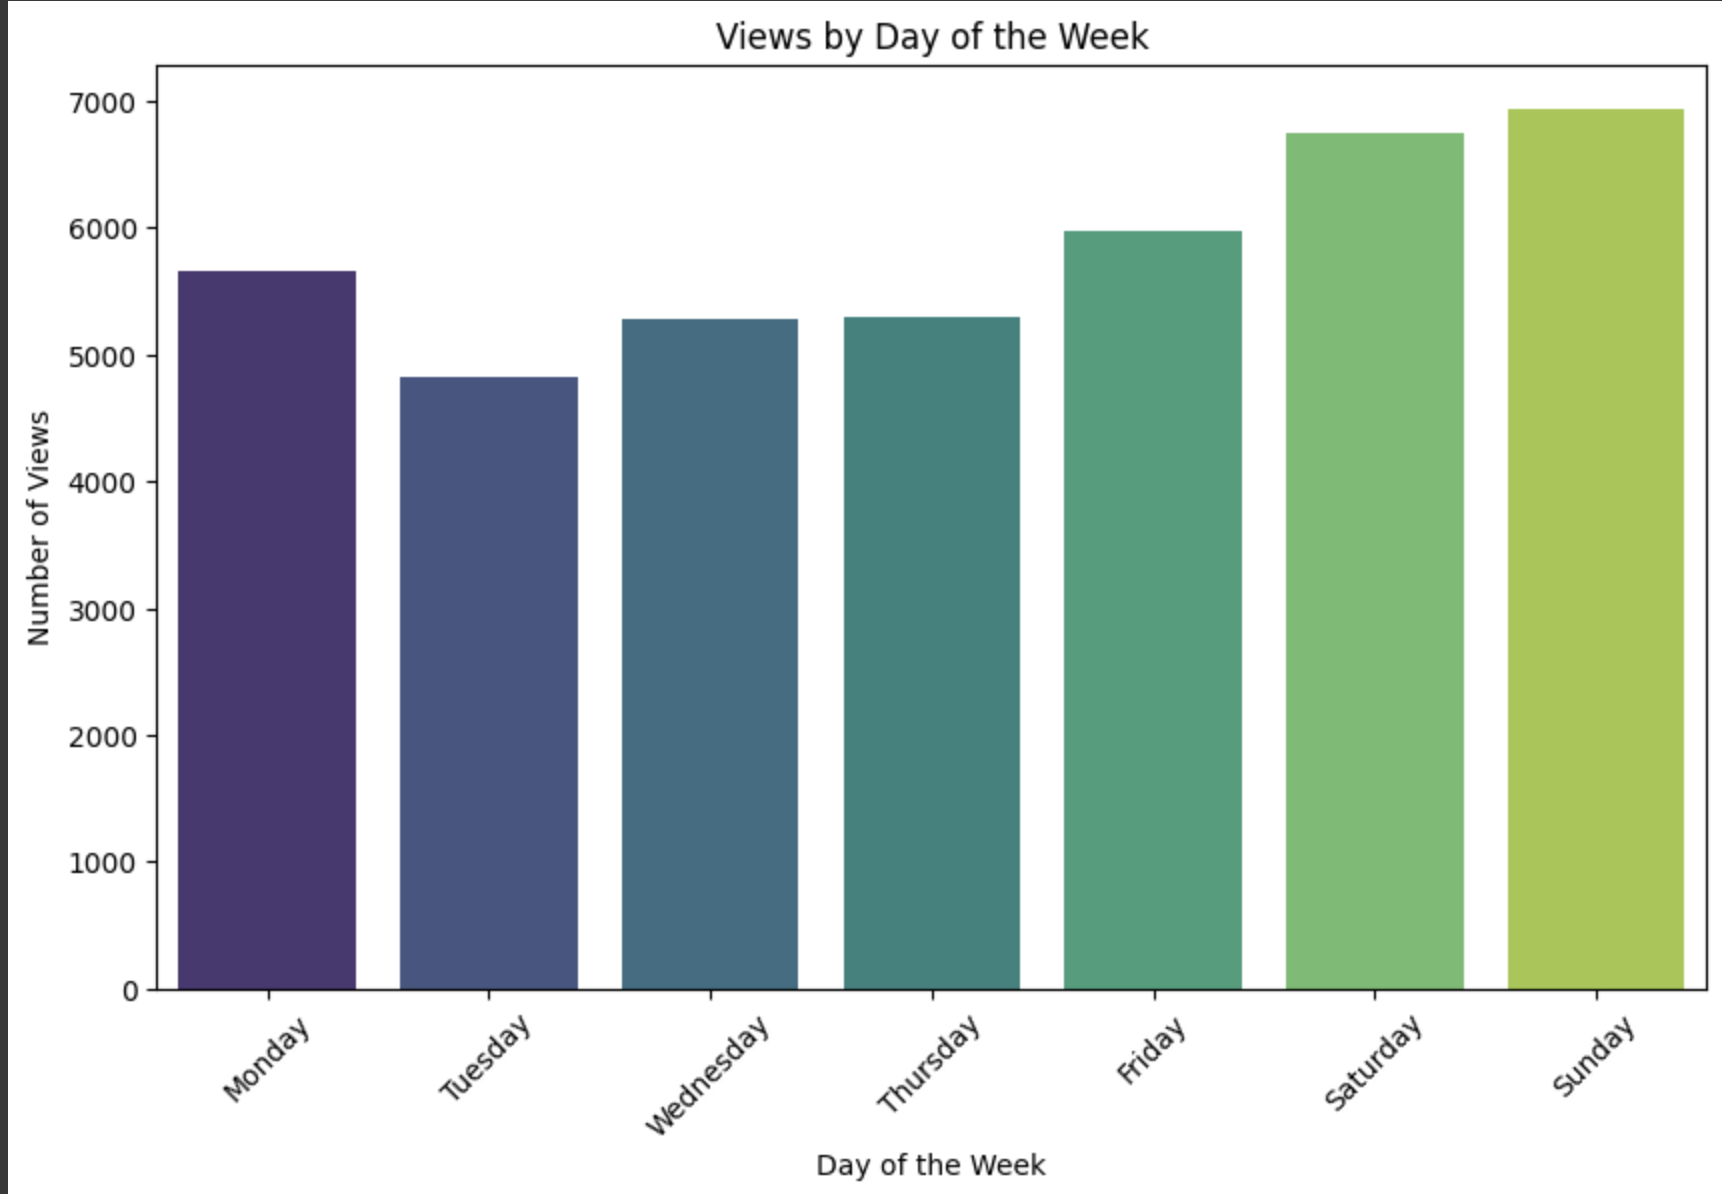 Views by Day of the Week
7000
6000
5000
4000
3000
2000
1000
0
Number of Views
Monday
Tuesday
Wednesday
Thursday
Friday
Saturday
Sunday
Day of the Week